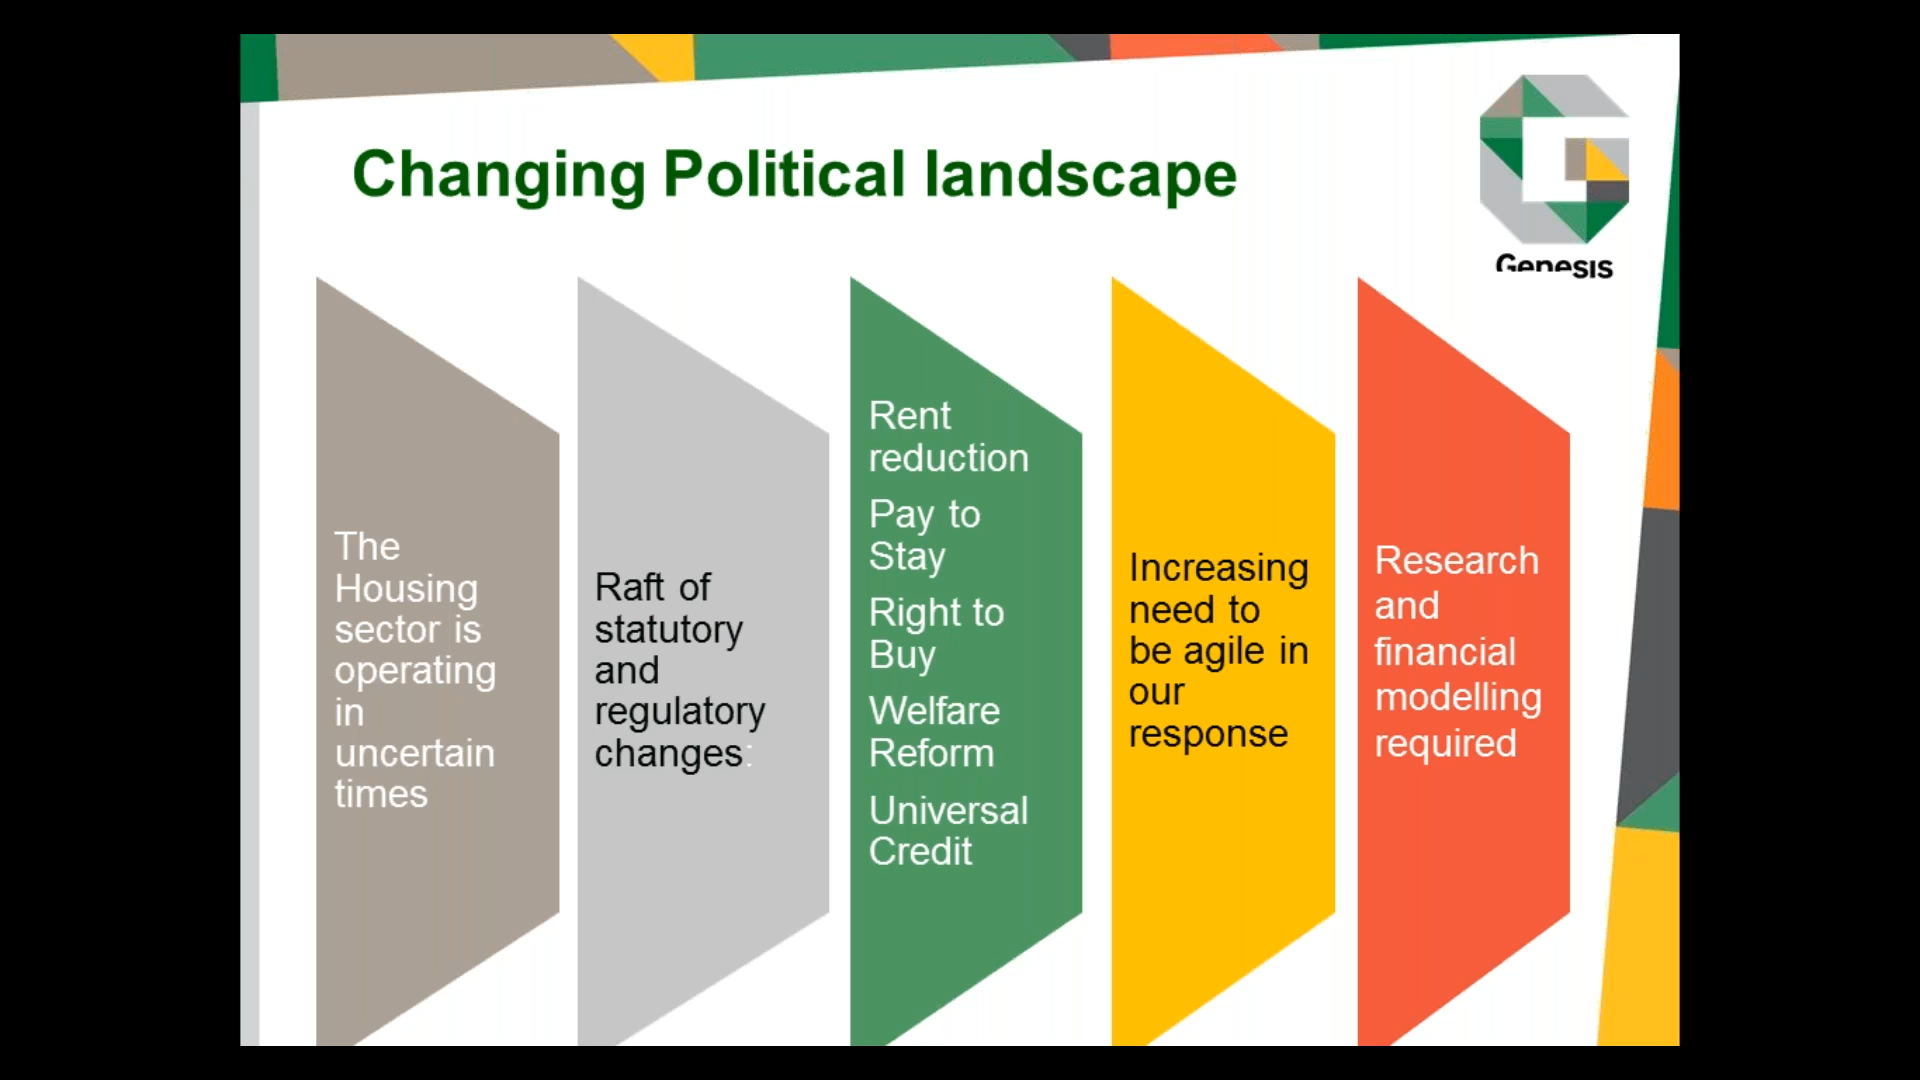 Changing Political landscape
Genesis
The
Housing
sector is
operating
in
uncertain
times
Raft of
statutory
and
regulatory
changes:
Rent
reduction
Pay to
Stay
Right to
Buy
Welfare
Reform
Universal
Credit
Increasing
need to
be agile in
our
response
Research
and
financial
modelling
required